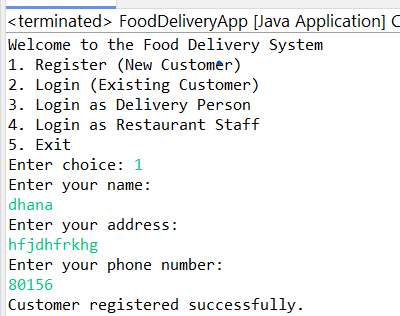 <terminated> FoodDeliveryApp [Java Application] C
Welcome to the Food Delivery System
1. Register (New Customer)
2. Login (Existing Customer)
3. Login as Delivery Person
4. Login as Restaurant Staff
5. Exit
Enter choice: 1
Enter your name:
dhana
Enter your address:
hfjdhfrkhg
Enter your phone number:
80156
Customer registered successfully.